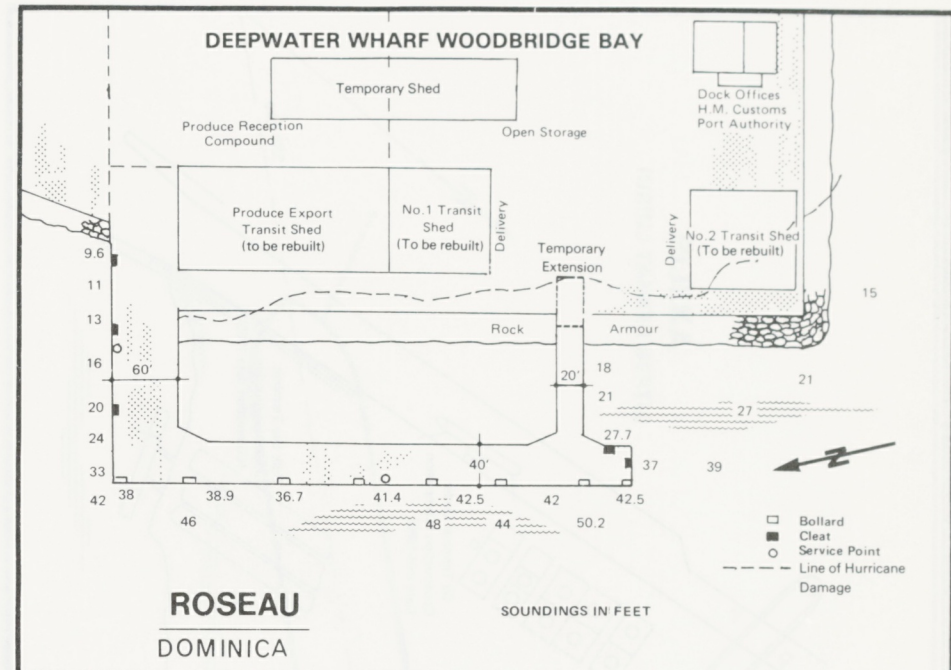 DEEPWATER WHARF WOODBRIDGE BAY
Temporary Shed
Dock Offices
H.M. Customs
Port Authority
Produce Reception
Compound
Open Storage
Produce Export
Transit Shed
(to be rebuilt)
No.1 Transit
Shed
(To be rebuilt)
Delivery
Temporary
Extension
Delivery
No.2 Transit Shed
(To be rebuilt)
9.6
11
13
16
20
24
33
42
60'
Rock
Armour
15
18
20'
21
21
27
27.7
37
39
40'
N
38
38.9
36.7
41.4
42.5
42
42.5
46
48
44
50.2
Bollard
Cleat
Service Point
Line of Hurricane
Damage
ROSEAU
DOMINICA
SOUNDINGS IN FEET